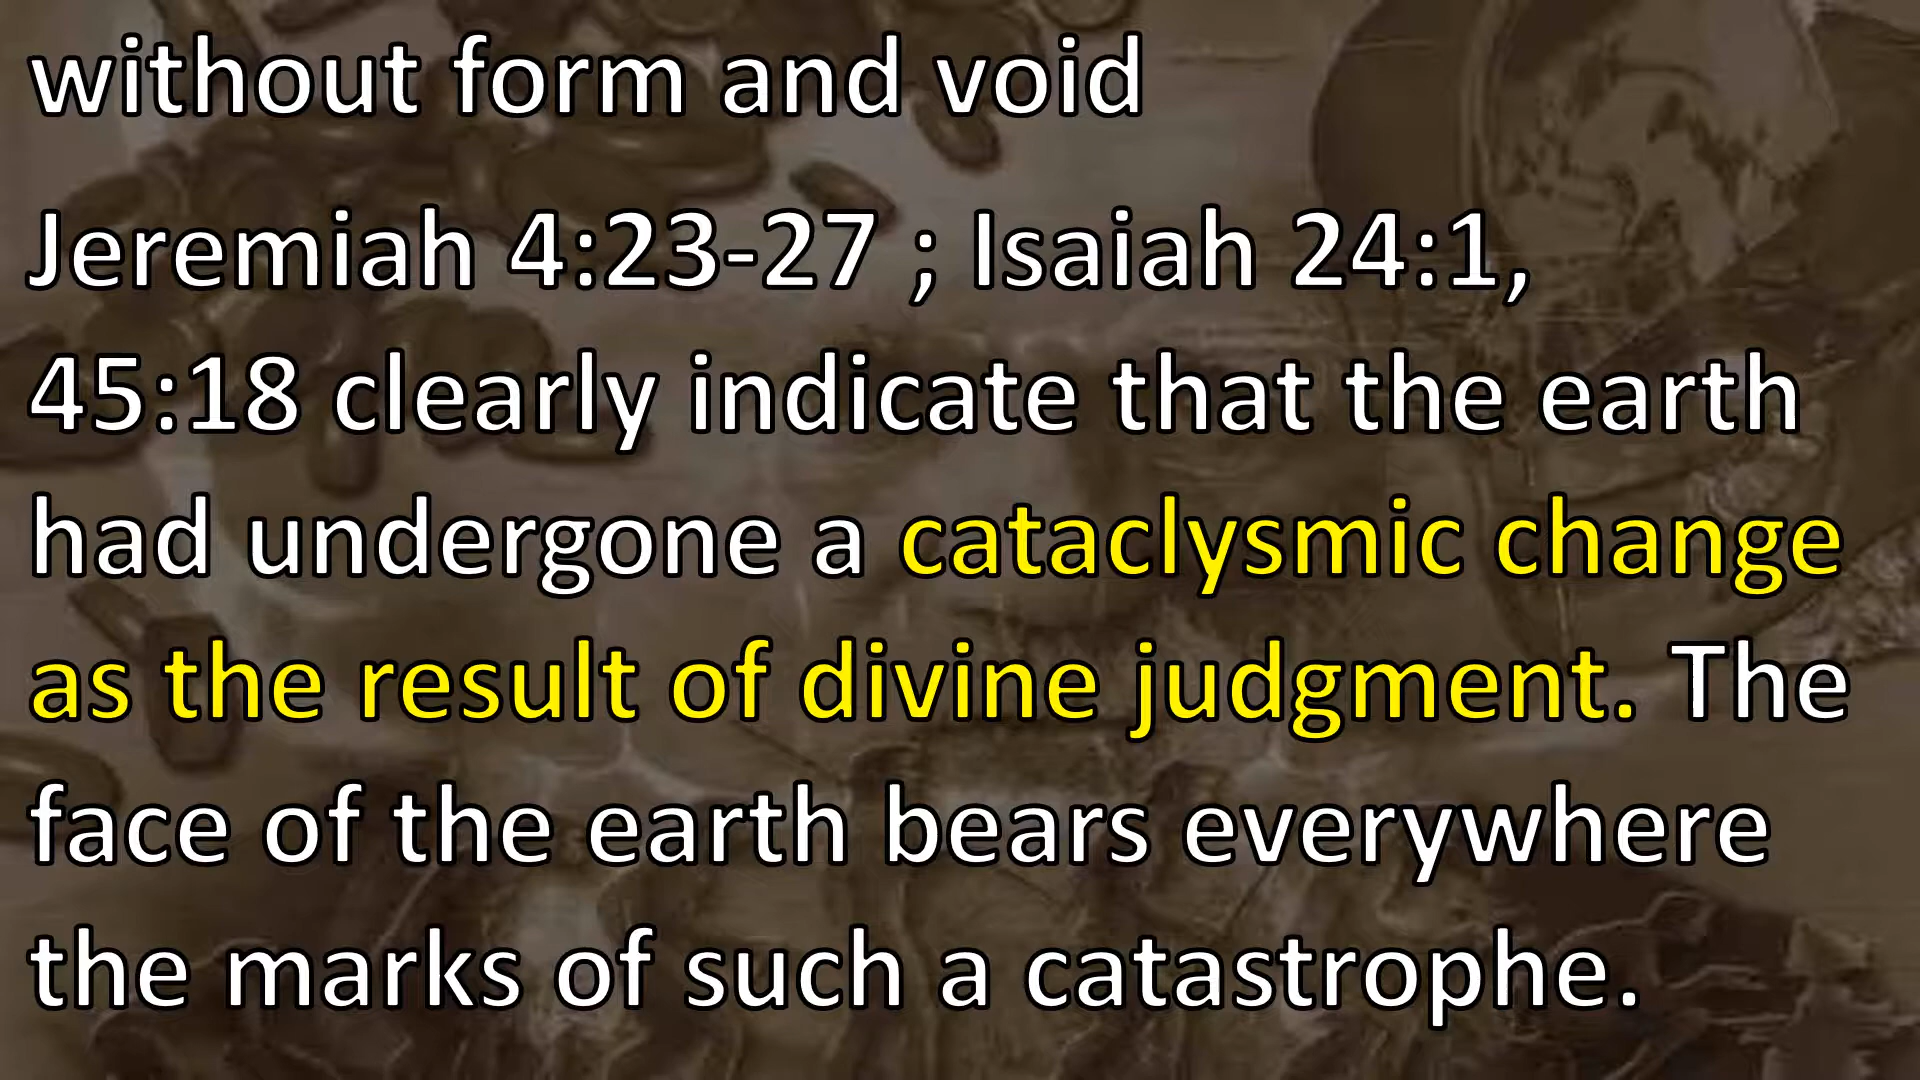 without form and void
Jeremiah 4:23-27 ; Isaiah 24:1,
45:18 clearly indicate that the earth
had undergone a cataclysmic change
as the result of divine judgment. The
face of the earth bears everywhere
the marks of such a catastrophe.